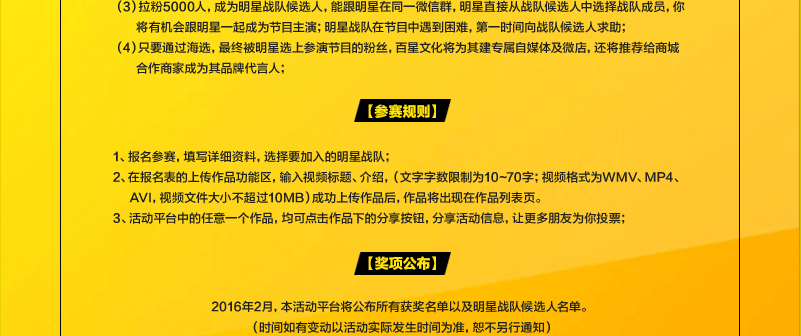 （3）拉粉5000人，成为明星战队候选人，能跟明星在同一微信群，明星直接从战队候选人中选择战队成员，你
将有机会跟明星一起成为节目主演；明星战队在节目中遇到困难，第一时间向战队候选人求助；
（4）只要通过海选，最终被明星选上参演节目的粉丝，百星文化将为其建专属自媒体及微店，还将推荐给商城
合作商家成为其品牌代言人；
【参赛规则】
1、报名参赛，填写详细资料，选择要加入的明星战队；
2、在报名表的上传作品功能区，输入视频标题、介绍，（文字字数限制为10~70字；视频格式为WMV、MP4、
AVI，视频文件大小不超过10MB）成功上传作品后，作品将出现在作品列表页。
3、活动平台中的任意一个作品，均可点击作品下的分享按钮，分享活动信息，让更多朋友为你投票；
【奖项公布】
2016年2月，本活动平台将公布所有获奖名单以及明星战队候选人名单。
（时间如有变动以活动实际发生时间为准，恕不另行通知）